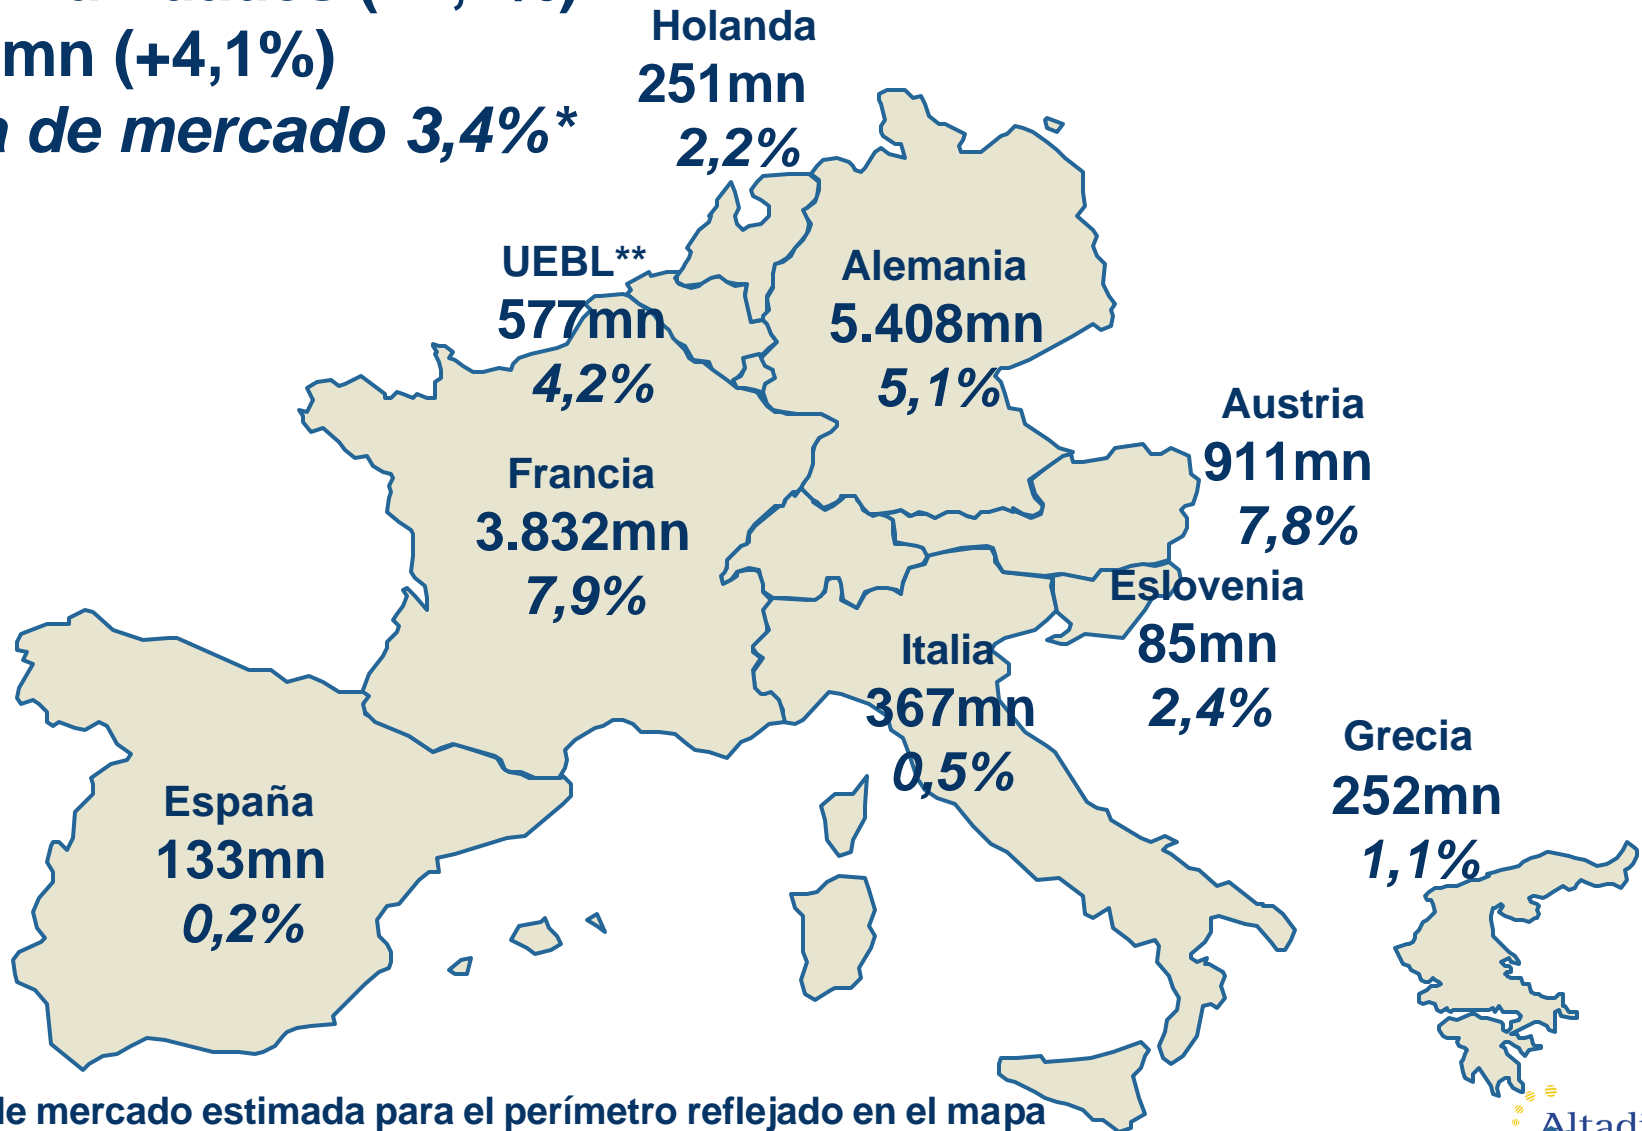 mn (+4,1%)
de mercado 3,4%*
Holanda
251mn
2,2%
UEBL**
577mn
4,2%
Alemania
5.408mn
5,1%
Austria
911mn
7,8%
Francia
3.832mn
7,9%
Eslovenia
85mn
2,4%
Italia
367mn
0,5%
Grecia
252mn
1,1%
España
133mn
0,2%
de mercado estimada para el perímetro reflejado en el mapa